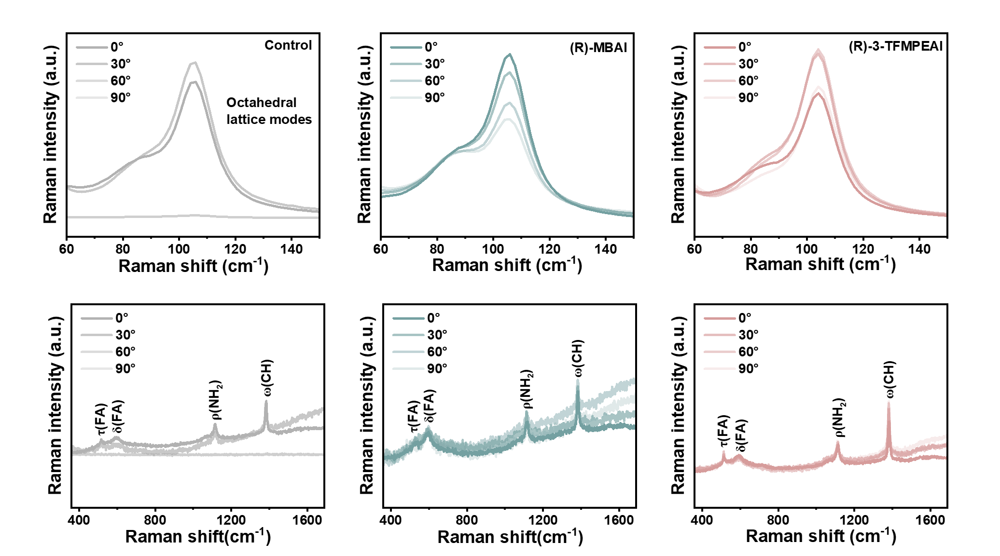 Raman intensity (a.u.)
0°
30°
60°
90°
Control
Octahedral
lattice modes
60 80 100 120 140
Raman shift (cm⁻¹)
Raman intensity (a.u.)
0°
30°
60°
90°
(R)-MBAI
60 80 100 120 140
Raman shift (cm⁻¹)
Raman intensity (a.u.)
0°
30°
60°
90°
(R)-3-TFMPEAI
60 80 100 120 140
Raman shift (cm⁻¹)
Raman intensity (a.u.)
0°
30°
60°
90°
τ(FA)
δ(FA)
ρ(NH₂)
ω(CH)
400 800 1200 1600
Raman shift(cm⁻¹)
Raman intensity (a.u.)
0°
30°
60°
90°
τ(FA)
δ(FA)
ρ(NH₂)
ω(CH)
400 800 1200 1600
Raman shift(cm⁻¹)
Raman intensity (a.u.)
0°
30°
60°
90°
τ(FA)
δ(FA)
ρ(NH₂)
ω(CH)
400 800 1200 1600
Raman shift (cm⁻¹)